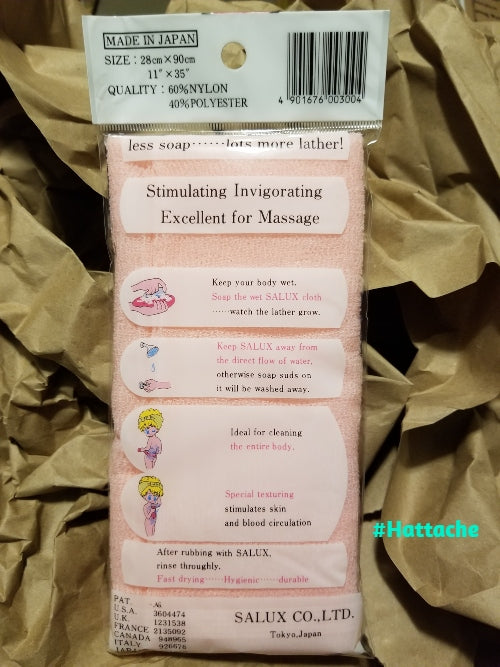 MADE IN JAPAN
SIZE : 28cm×90cm
11"×35"
QUALITY : 60%NYLON
40%POLYESTER
4 901676 003004
less soap······lots more lather!
Stimulating Invigorating
Excellent for Massage
Keep your body wet.
Soap the wet SALUX cloth
······watch the lather grow.
Keep SALUX away from
the direct flow of water,
otherwise soap suds on
it will be washed away.
Ideal for cleaning
the entire body.
Special texturing
stimulates skin
and blood circulation
After rubbing with SALUX.
rinse throughly.
Fast drying······Hygienic······durable
#Hattache
PAT.
U.S.A. 3604474
U.K. 1231538
FRANCE 2135092
CANADA 948965
ITALY 926676
JAPAN
SALUX CO.,LTD.
Tokyo,Japan